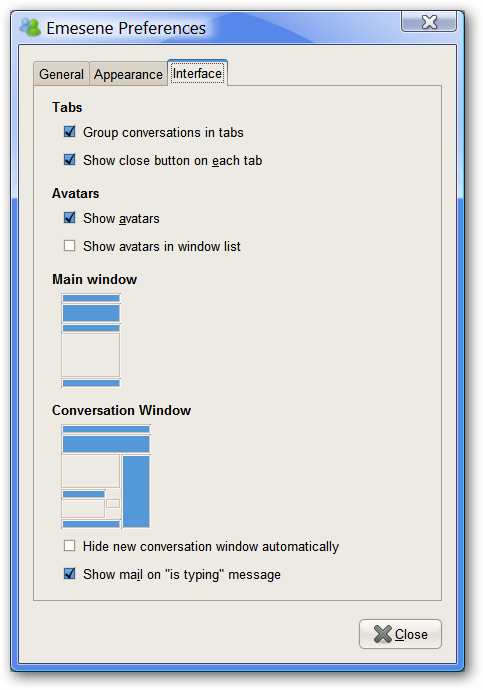 Emesene Preferences
General Appearance Interface
Tabs
Group conversations in tabs
Show close button on each tab
Avatars
Show avatars
Show avatars in window list
Main window
Conversation Window
Hide new conversation window automatically
Show mail on "is typing" message
Close